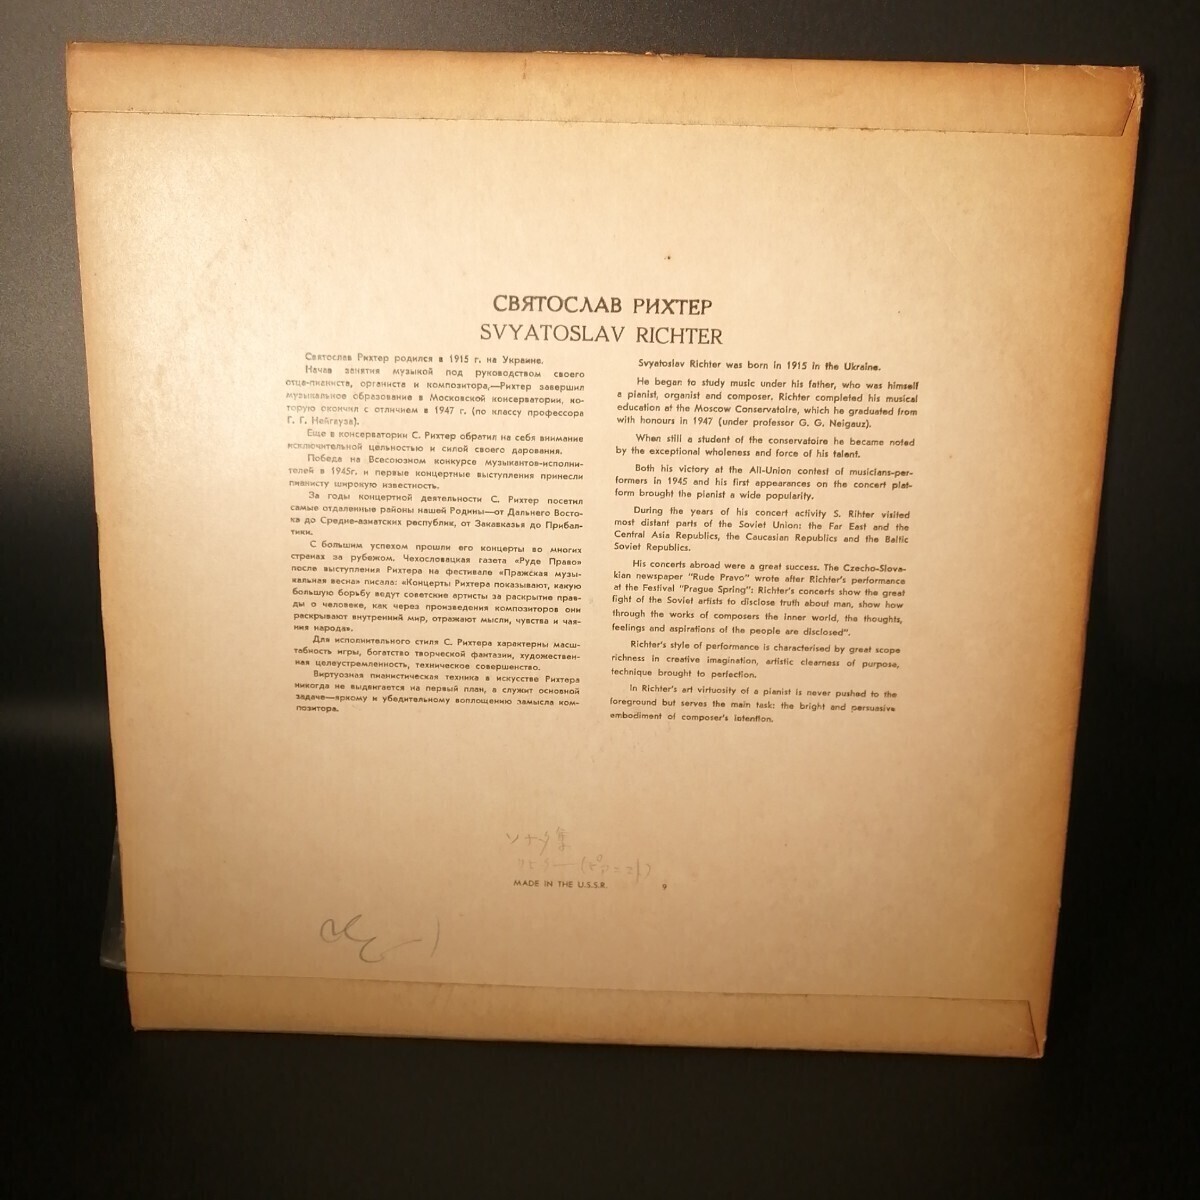 СВЯТОСЛАВ РИХТЕР
SVYATOSLAV RICHTER
Святослав Рихтер родился в 1915 г. на Украине.
Начав занятия музыкой под руководством своего
отца-пианиста, органиста и композитора,—Рихтер завершил
музыкальное образование в Московской консерватории, ко-
торую окончил с отличием в 1947 г. (по классу профессора
Г. Г. Нейгауза).
Еще в консерватории С. Рихтер обратил на себя внимание
исключительной цельностью и силой своего дарования.
Победа на Всесоюзном конкурсе музыкантов-исполни-
телей в 1945г. и первые концертные выступления принесли
пианисту широкую известность.
За годы концертной деятельности С. Рихтер посетил
самые отдаленные районы нашей Родины—от Дальнего Восто-
ка до Средне-азиатских республик, от Закавказья до Прибал-
тики.
С большим успехом прошли его концерты во многих
странах за рубежом. Чехословацкая газета «Руде Право»
после выступления Рихтера на фестивале «Пражская музы-
кальная весна» писала: «Концерты Рихтера показывают, какую
большую борьбу ведут советские артисты за раскрытие прав-
ды о человеке, как через произведения композиторов они
раскрывают внутренний мир, отражают мысли, чувства и чая-
ния народа».
Для исполнительного стиля С. Рихтера характерны масш-
табность игры, богатство творческой фантазии, художествен-
ная целеустремленность, техническое совершенство.
Виртуозная пианистическая техника в искусстве Рихтера
никогда не выдвигается на первый план, а служит основной
задаче—яркому и убедительному воплощению замысла ком-
позитора.
Svyatoslav Richter was born in 1915 in the Ukraine.
He began to study music under his father, who was himself
a pianist, organist and composer. Richter completed his musical
education at the Moscow Conservatoire, which he graduated from
with honours in 1947 (under professor G. G. Neigauz).
When still a student of the conservatoire he became noted
by the exceptional wholeness and force of his talent.
Both his victory at the All-Union contest of musicians-per-
formers in 1945 and his first appearances on the concert plat-
form brought the pianist a wide popularity.
During the years of his concert activity S. Rihter visited
most distant parts of the Soviet Union: the Far East and the
Central Asia Republics, the Caucasian Republics and the Baltic
Soviet Republics.
His concerts abroad were a great success. The Czecho-Slova-
kian newspaper "Rude Pravo" wrote after Richter's performance
at the Festival "Prague Spring": Richter's concerts show the great
fight of the Soviet artists to disclose truth about man, show how
through the works of composers the inner world, the thoughts,
feelings and aspirations of the people are disclosed".
Richter's style of performance is characterised by great scope
richness in creative imagination, artistic clearness of purpose,
technique brought to perfection.
In Richter's art virtuosity of a pianist is never pushed to the
foreground but serves the main task: the bright and persuasive
embodiment of composer's intention.
ソナタ集
MADE IN THE U.S.S.R. 9